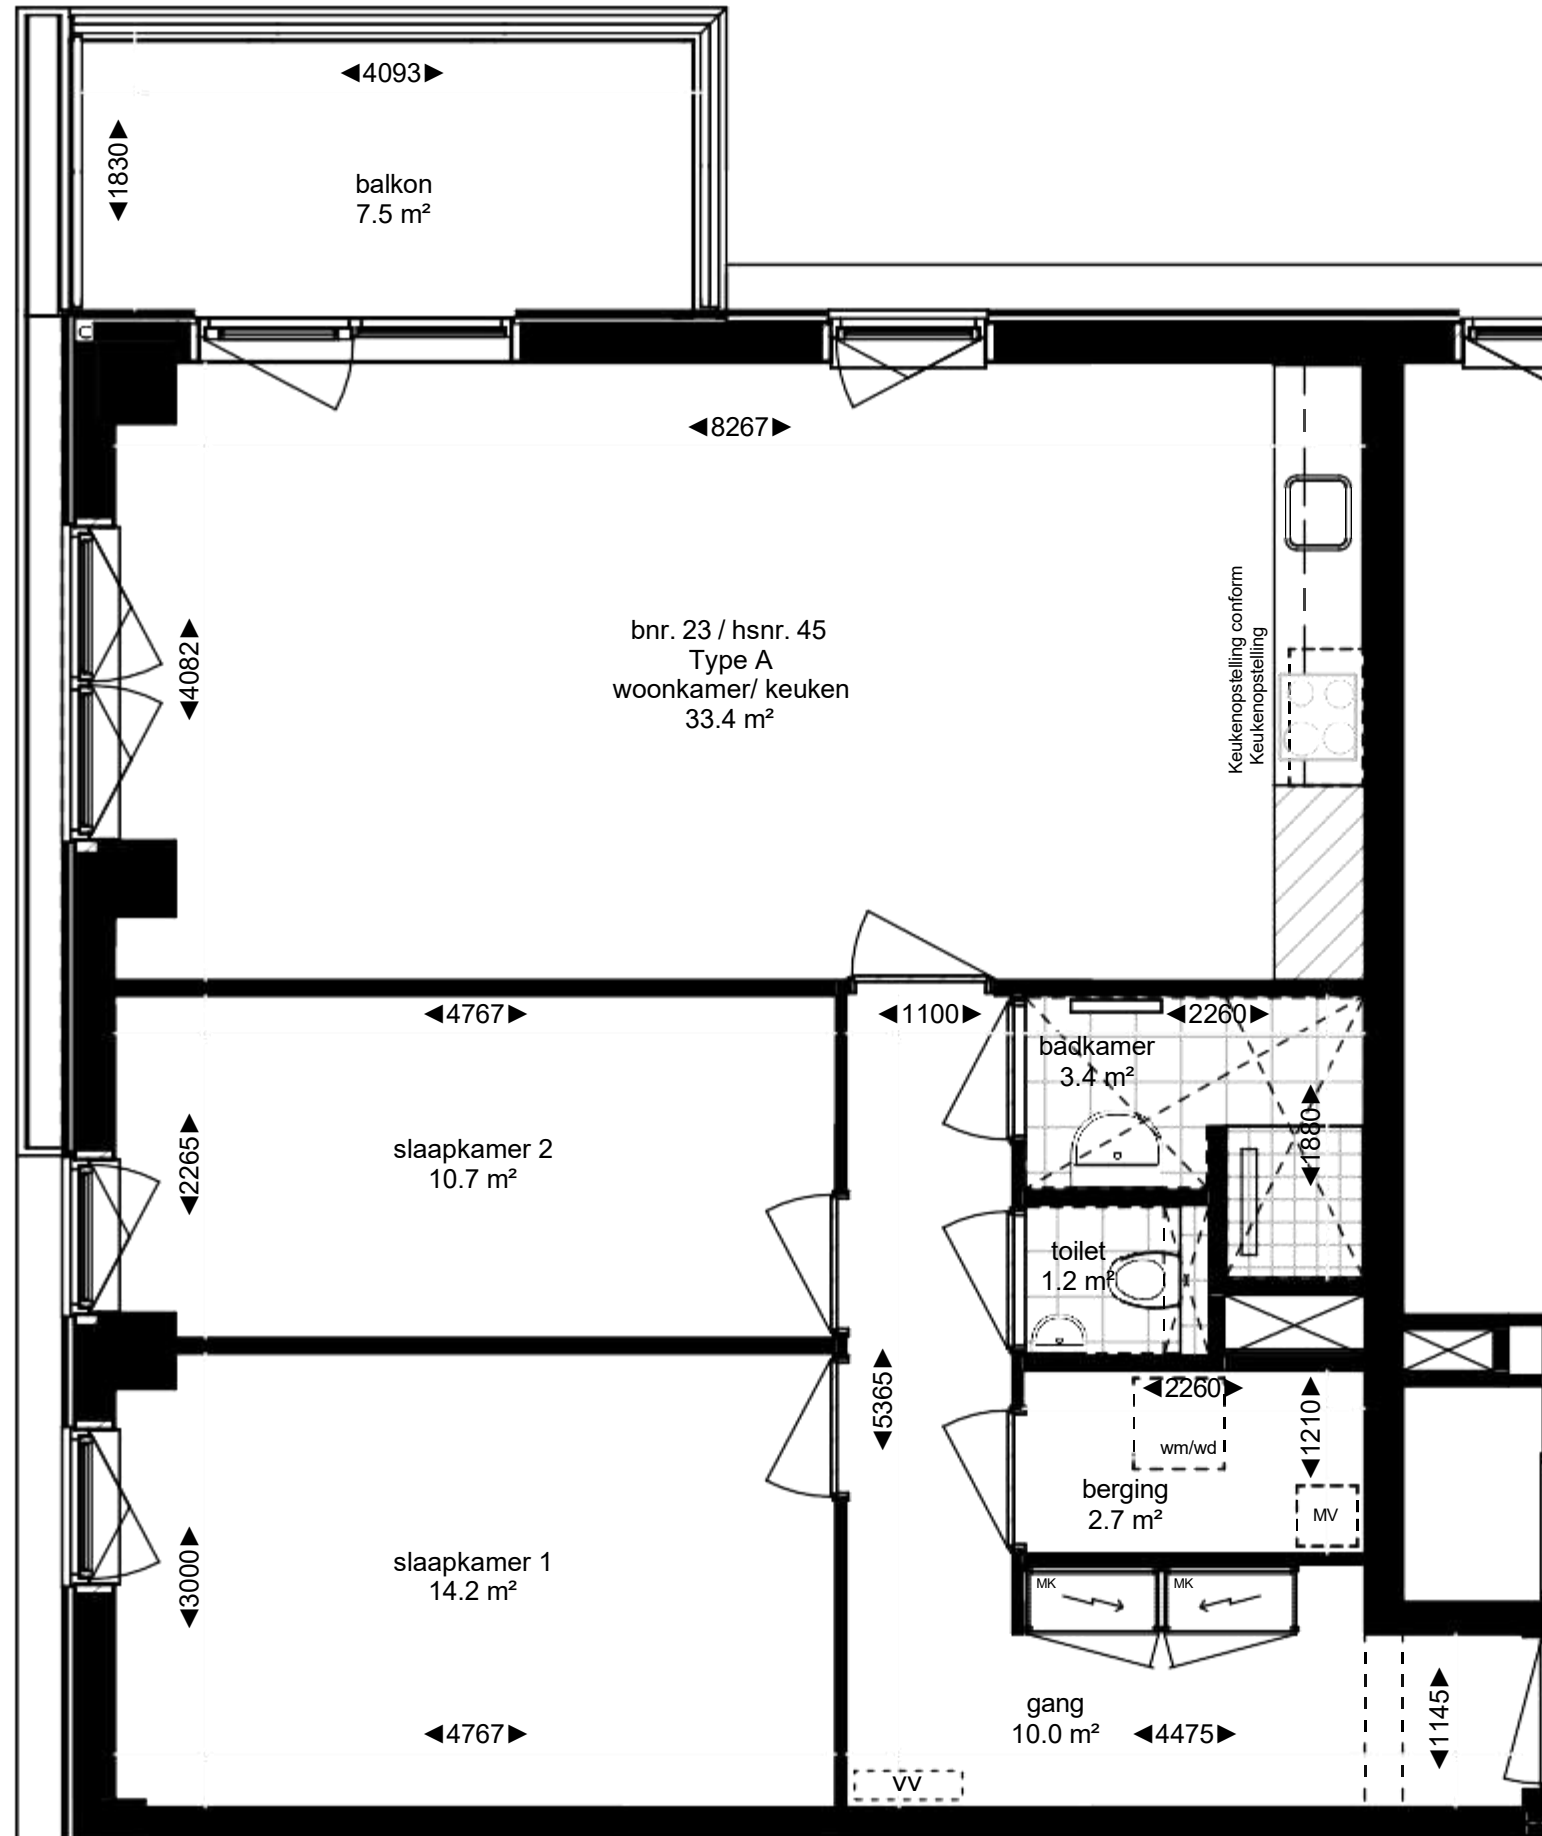 ◄4093►
◄1830►
balkon
7.5 m²
◄8267►
◄4082►
bnr. 23 / hsnr. 45
Type A
woonkamer/ keuken
33.4 m²
Keukenopstelling conform
Keukenopstelling
◄4767►
◄1100►
◄2260►
badkamer
3.4 m²
◄1880►
◄2265►
slaapkamer 2
10.7 m²
toilet
1.2 m²
◄5365►
◄2260►
◄1210►
wm/wd
berging
2.7 m²
MV
◄3000►
slaapkamer 1
14.2 m²
MK
MK
gang
10.0 m²
◄4475►
◄1145►
◄4767►
VV